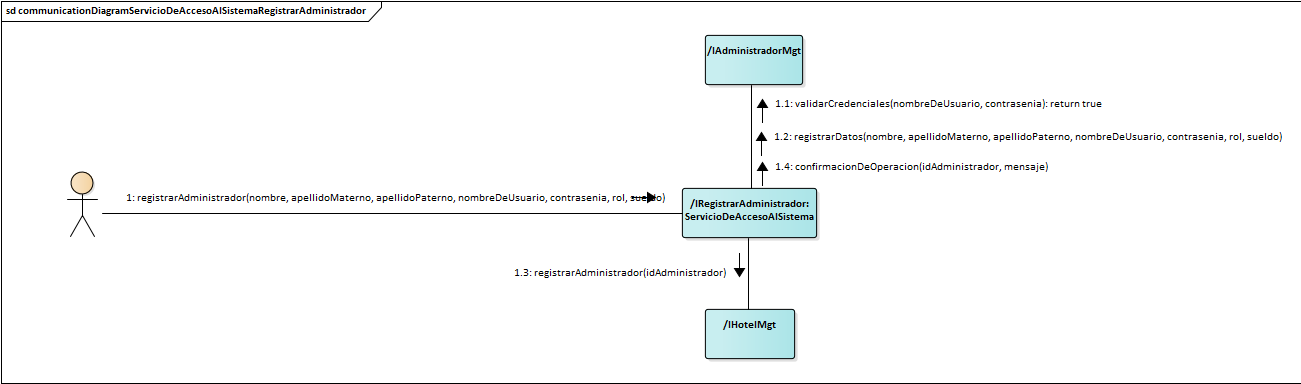 sd communicationDiagramServicioDeAccesoAlSistemaRegistrarAdministrador
/IAdministradorMgt
1.1: validarCredenciales(nombreDeUsuario, contrasenia): return true
1.2: registrarDatos(nombre, apellidoMaterno, apellidoPaterno, nombreDeUsuario, contrasenia, rol, sueldo)
1.4: confirmacionDeOperacion(idAdministrador, mensaje)
1: registrarAdministrador(nombre, apellidoMaterno, apellidoPaterno, nombreDeUsuario, contrasenia, rol, sueldo)
/IRegistrarAdministrador:
ServicioDeAccesoAlSistema
1.3: registrarAdministrador(idAdministrador)
/IHotelMgt